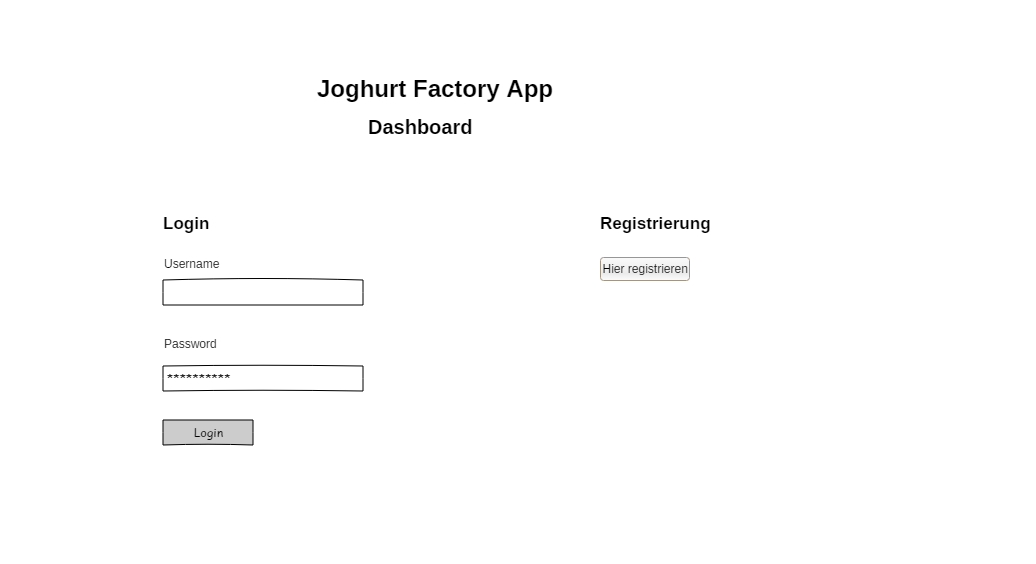 Joghurt Factory App
Dashboard
Login
Username
Password
**********
Login
Registrierung
Hier registrieren